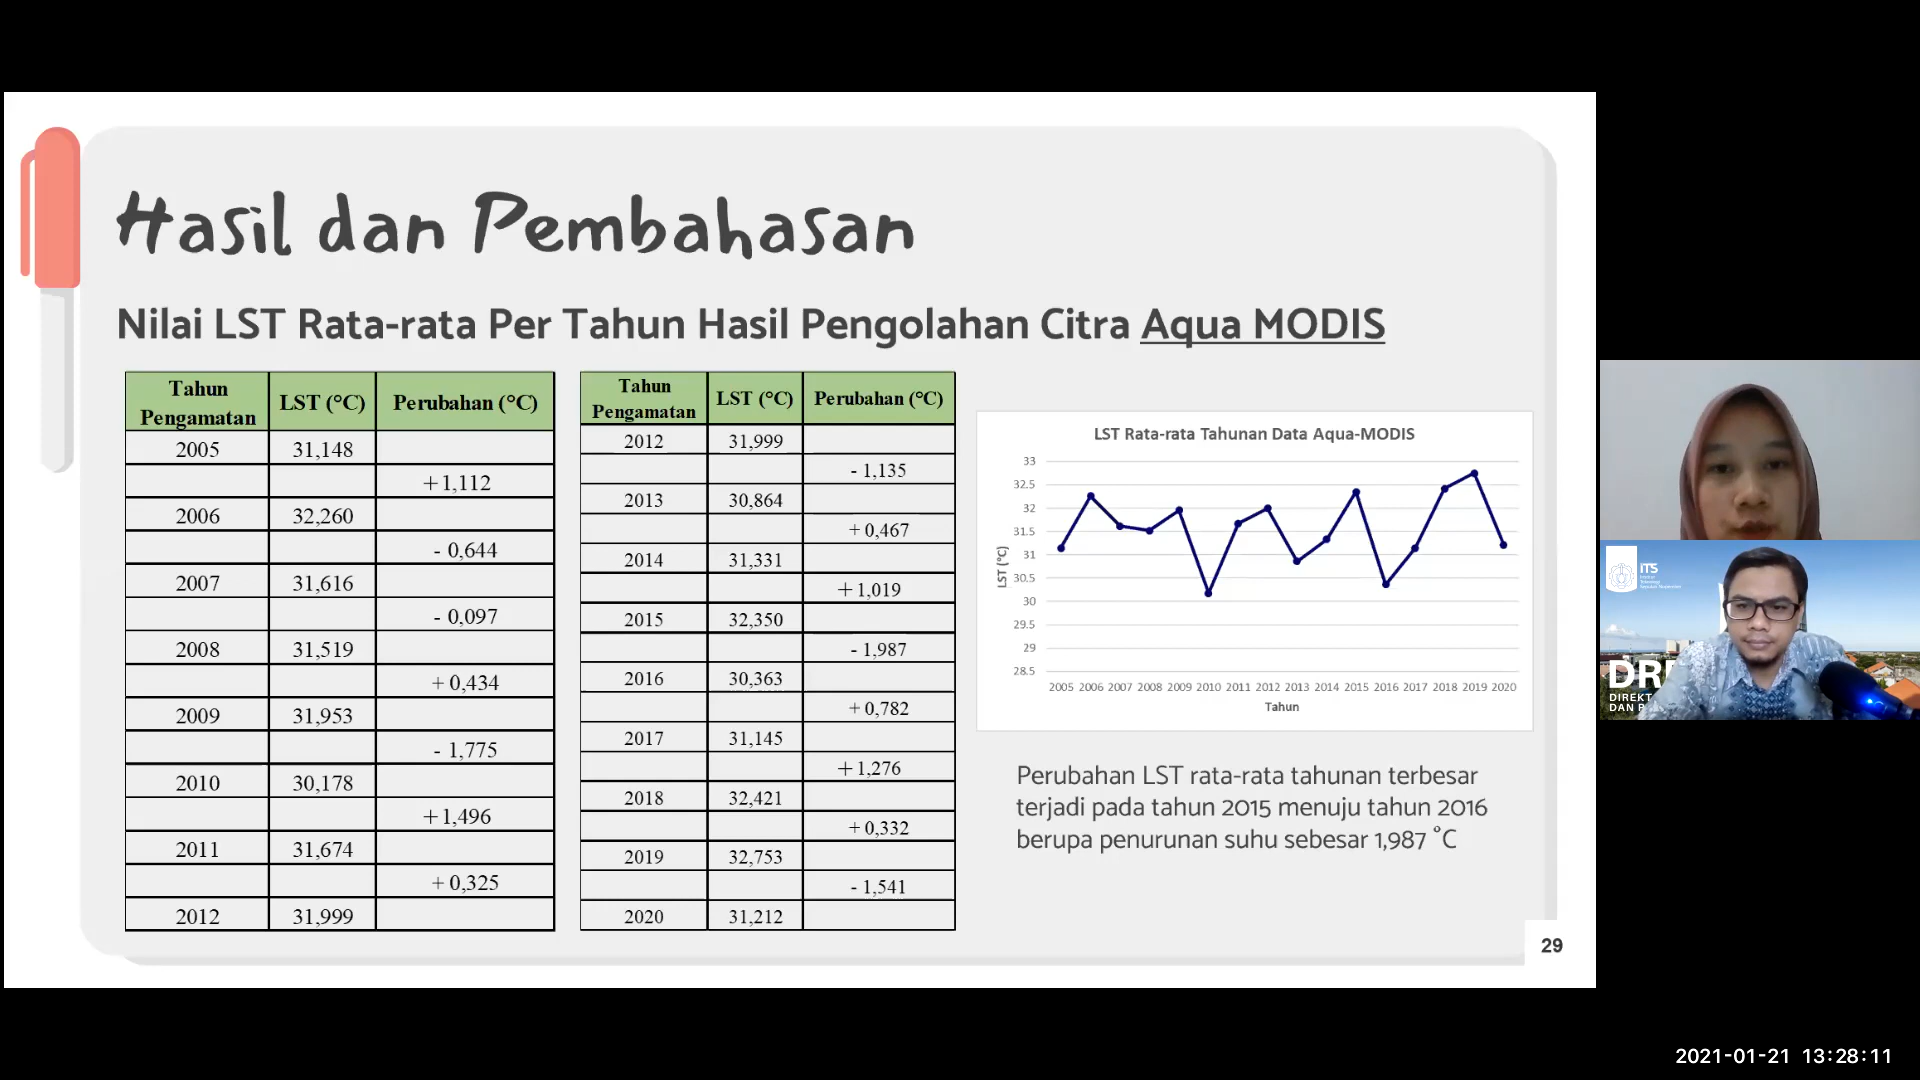 Hasil dan Pembahasan
Nilai LST Rata-rata Per Tahun Hasil Pengolahan Citra Aqua MODIS
Tahun Pengamatan LST (°C) Perubahan (°C)
2005 31,148
+1,112
2006 32,260
- 0,644
2007 31,616
- 0,097
2008 31,519
+ 0,434
2009 31,953
- 1,775
2010 30,178
+1,496
2011 31,674
+ 0,325
2012 31,999
Tahun Pengamatan LST (°C) Perubahan (°C)
2012 31,999
- 1,135
2013 30,864
+ 0,467
2014 31,331
+1,019
2015 32,350
- 1,987
2016 30,363
+ 0,782
2017 31,145
+1,276
2018 32,421
+ 0,332
2019 32,753
- 1,541
2020 31,212
LST Rata-rata Tahunan Data Aqua-MODIS
33
32.5
32
31.5
31
30.5
30
29.5
29
28.5
LST (°C)
2005 2006 2007 2008 2009 2010 2011 2012 2013 2014 2015 2016 2017 2018 2019 2020
Tahun
Perubahan LST rata-rata tahunan terbesar
terjadi pada tahun 2015 menuju tahun 2016
berupa penurunan suhu sebesar 1,987 °C
29
ITS
Institut
Teknologi
Sepuluh Nopember
DR
DIREKT
DAN P
2021-01-21 13:28:11